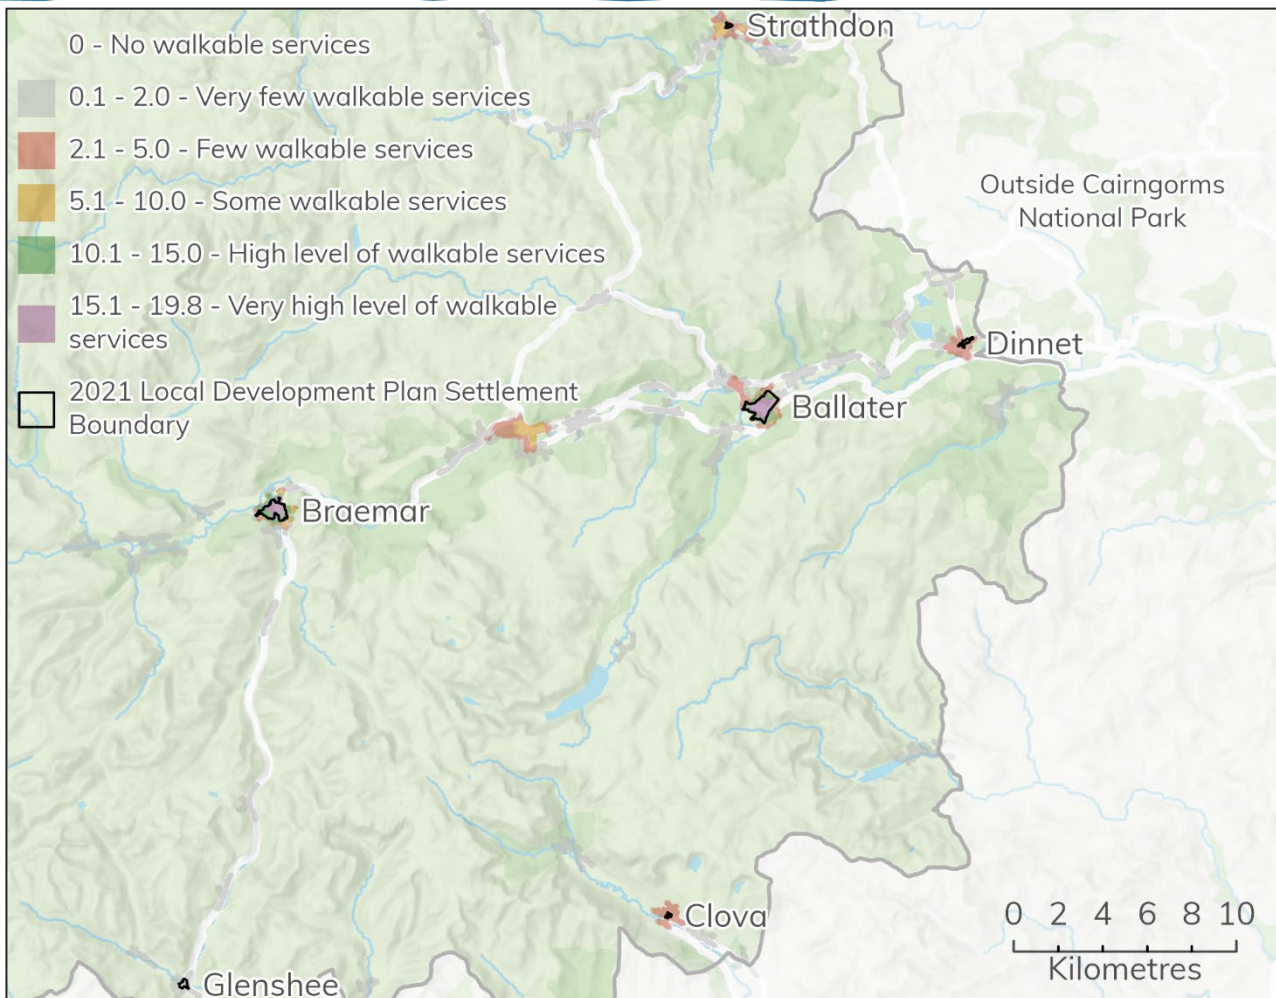 Strathdon
0 - No walkable services
0.1 - 2.0 - Very few walkable services
2.1 - 5.0 - Few walkable services
5.1 - 10.0 - Some walkable services
10.1 - 15.0 - High level of walkable services
15.1 - 19.8 - Very high level of walkable
services
2021 Local Development Plan Settlement
Boundary
Outside Cairngorms
National Park
Dinnet
Ballater
Braemar
Clova
Glenshee
0 2 4 6 8 10
Kilometres